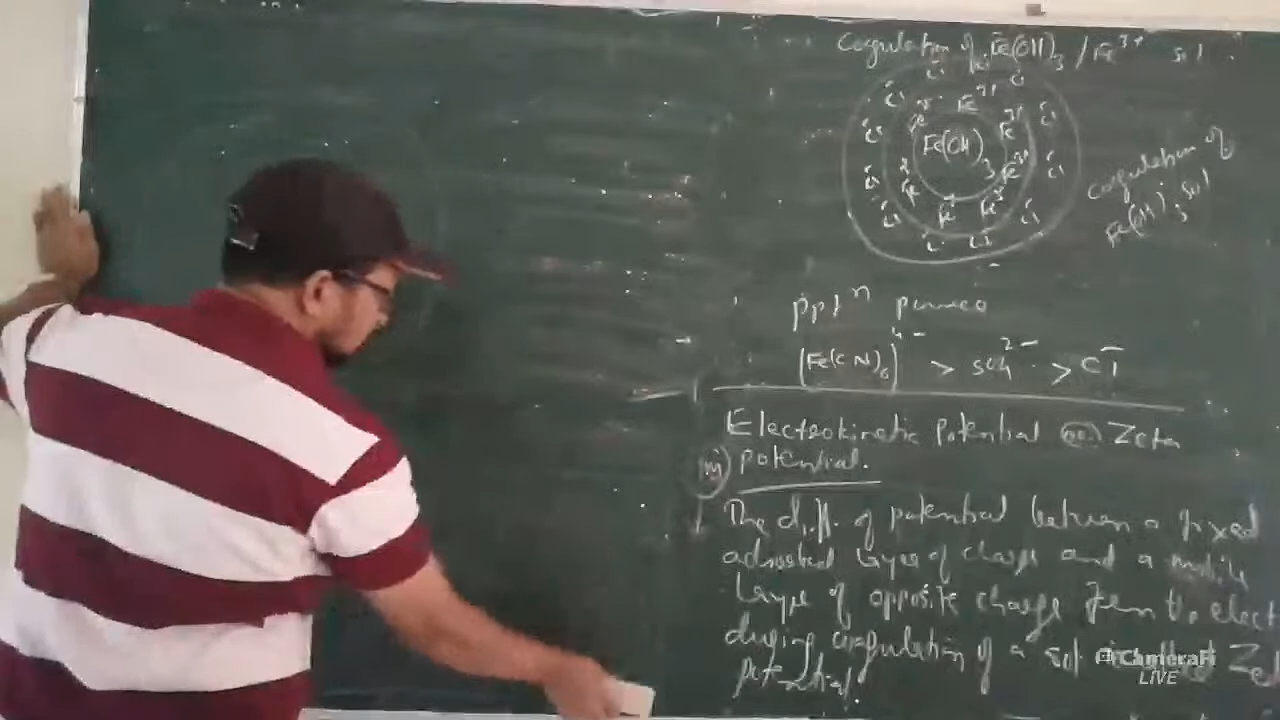 Coagulation of Fe(OH)3 / Fe3+ sol
Fe(OH)3
Coagulation of
Fe(OH)3 sol
pptn power
[Fe(CN)6]4- > SO4 2- > Cl-
Electrokinetic Potential (or) Zeta
potential.
The diff. of potential between a fixed
adsorbed layer of charge and a mobile
layer of opposite charge from the elect
during coagulation of a sol is called Zet
potential.
CameraFi
LIVE